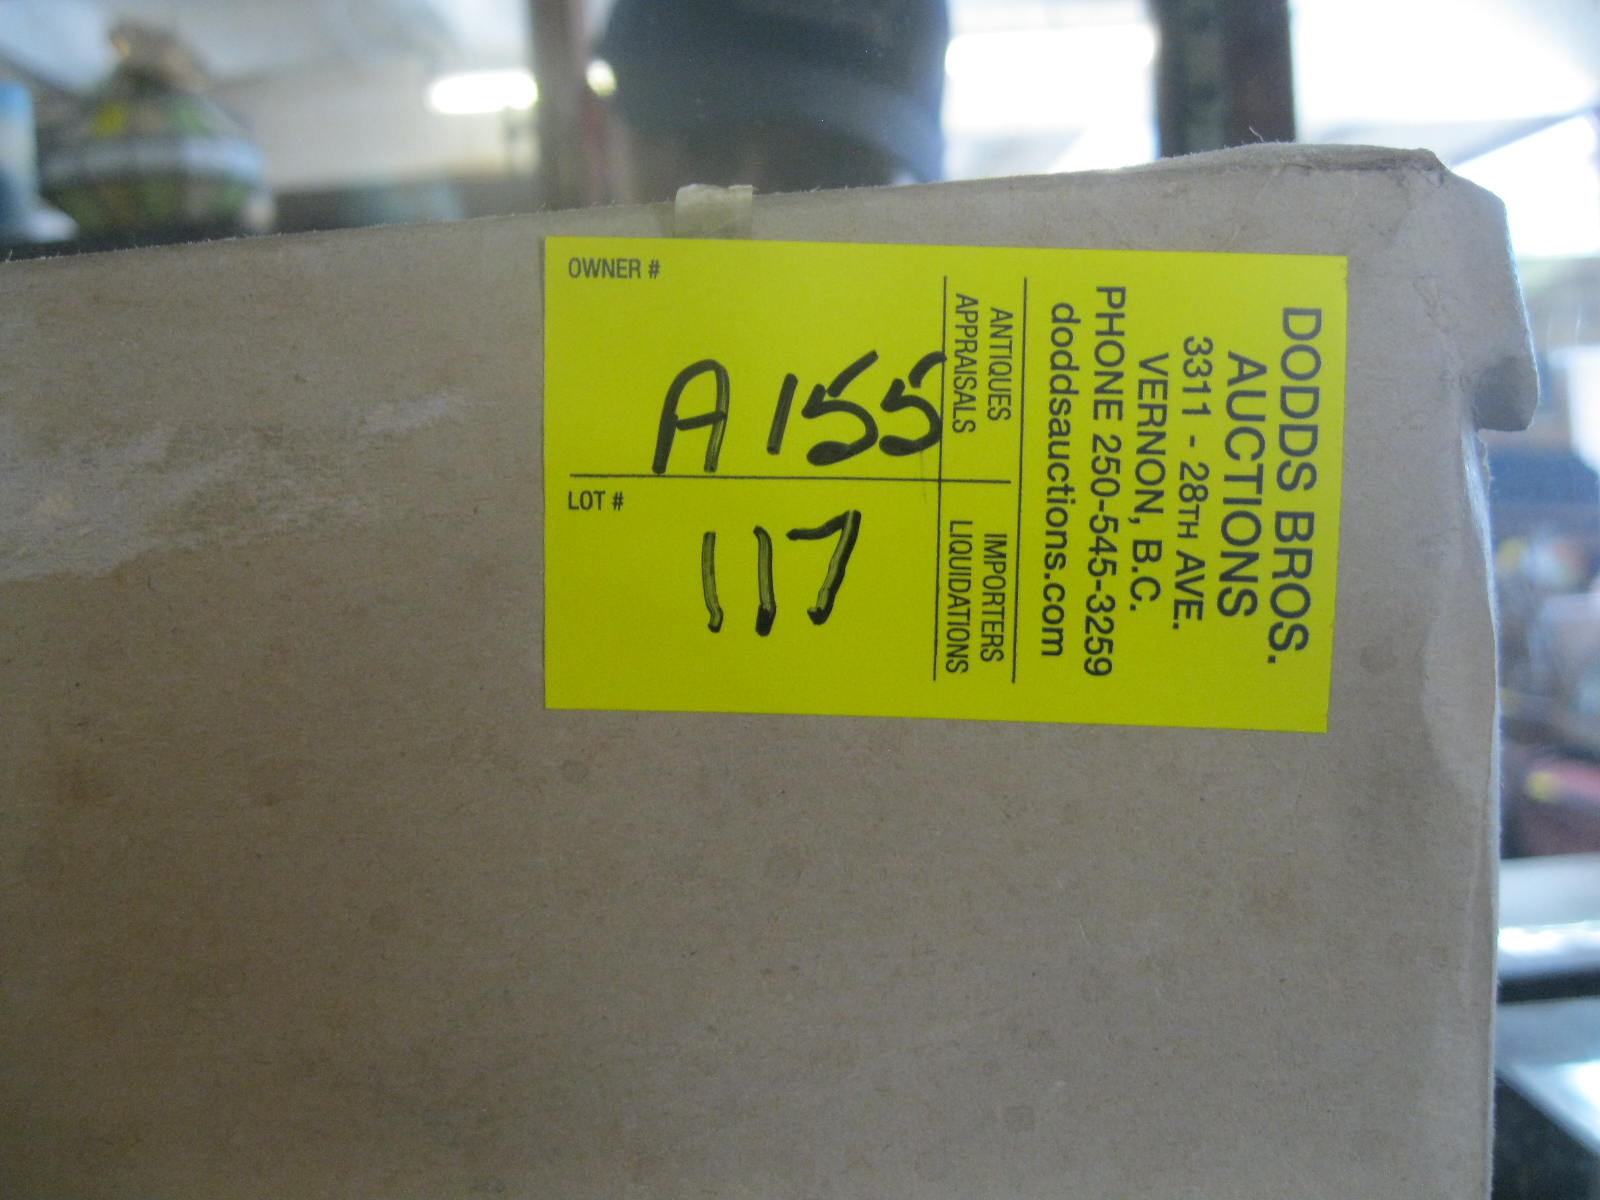 DODDS BROS.
AUCTIONS
3311 - 28TH AVE.
VERNON, B.C.
PHONE 250-545-3259
doddsauctions.com
ANTIQUES
APPRAISALS
IMPORTERS
LIQUIDATIONS
OWNER #
A 155
LOT #
117